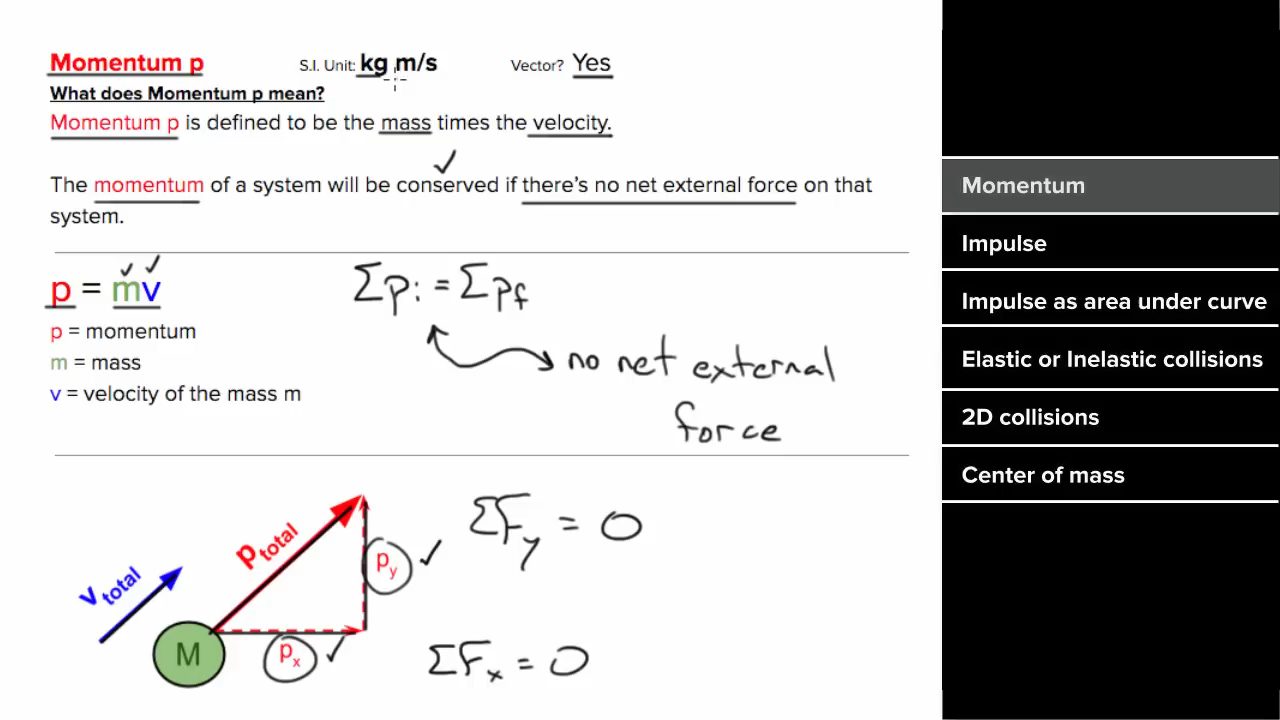 Momentum p S.I. Unit: kg m/s Vector? Yes
What does Momentum p mean?
Momentum p is defined to be the mass times the velocity.
The momentum of a system will be conserved if there's no net external force on that
system.
p = mv
p = momentum
m = mass
v = velocity of the mass m
Σpi = Σpf
no net external
force
vtotal
ptotal
py
px
M
ΣFy = 0
ΣFx = 0
Momentum
Impulse
Impulse as area under curve
Elastic or Inelastic collisions
2D collisions
Center of mass